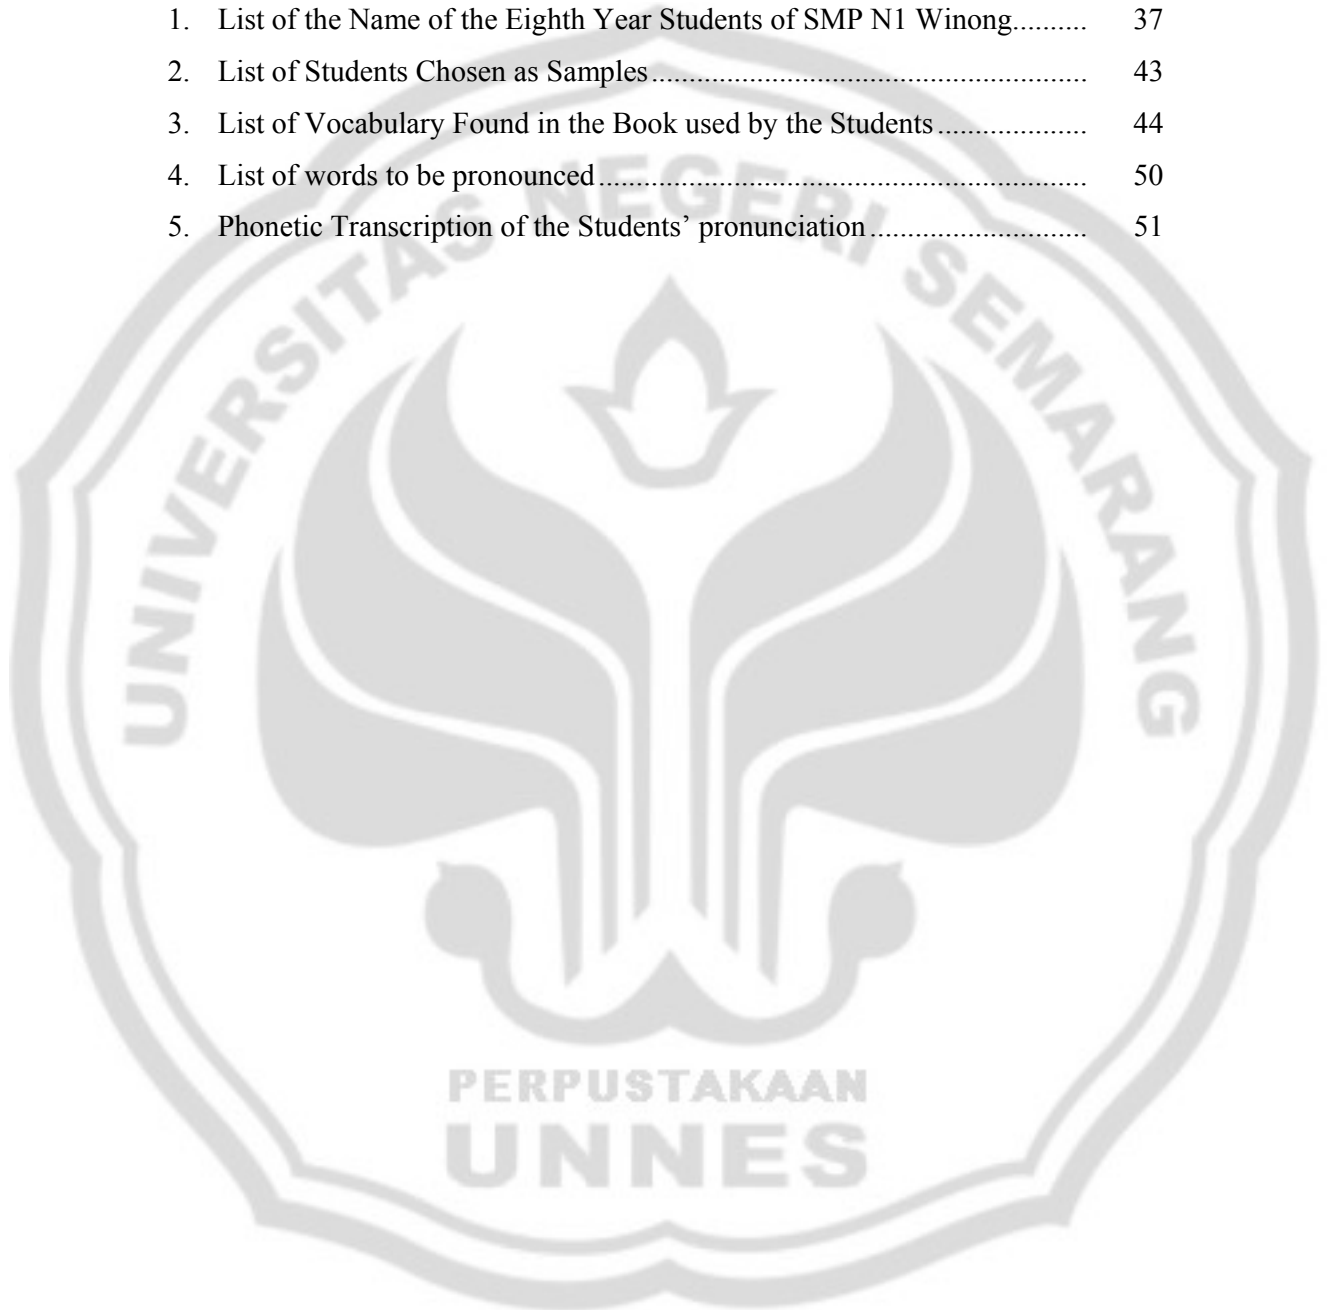 1. List of the Name of the Eighth Year Students of SMP N1 Winong.......... 37
2. List of Students Chosen as Samples.......................................................... 43
3. List of Vocabulary Found in the Book used by the Students.................... 44
4. List of words to be pronounced................................................................. 50
5. Phonetic Transcription of the Students’ pronunciation............................. 51
UNIVERSITAS NEGERI SEMARANG
PERPUSTAKAAN
UNNES